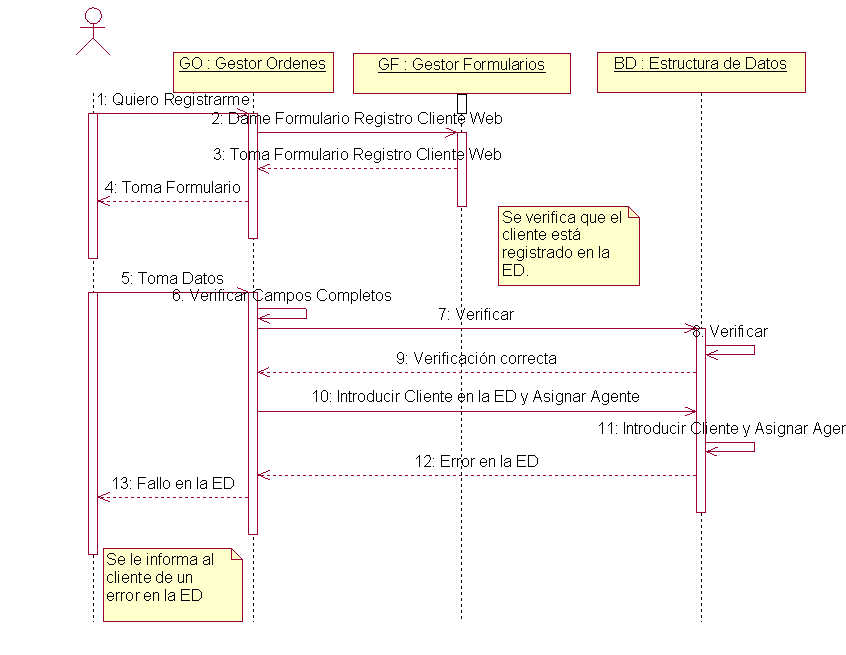 GO : Gestor Ordenes
GF : Gestor Formularios
BD : Estructura de Datos
1: Quiero Registrarme
2: Dame Formulario Registro Cliente Web
3: Toma Formulario Registro Cliente Web
4: Toma Formulario
Se verifica que el
cliente está
registrado en la
ED.
5: Toma Datos
6: Verificar Campos Completos
7: Verificar
8: Verificar
9: Verificación correcta
10: Introducir Cliente en la ED y Asignar Agente
11: Introducir Cliente y Asignar Ager
12: Error en la ED
13: Fallo en la ED
Se le informa al
cliente de un
error en la ED